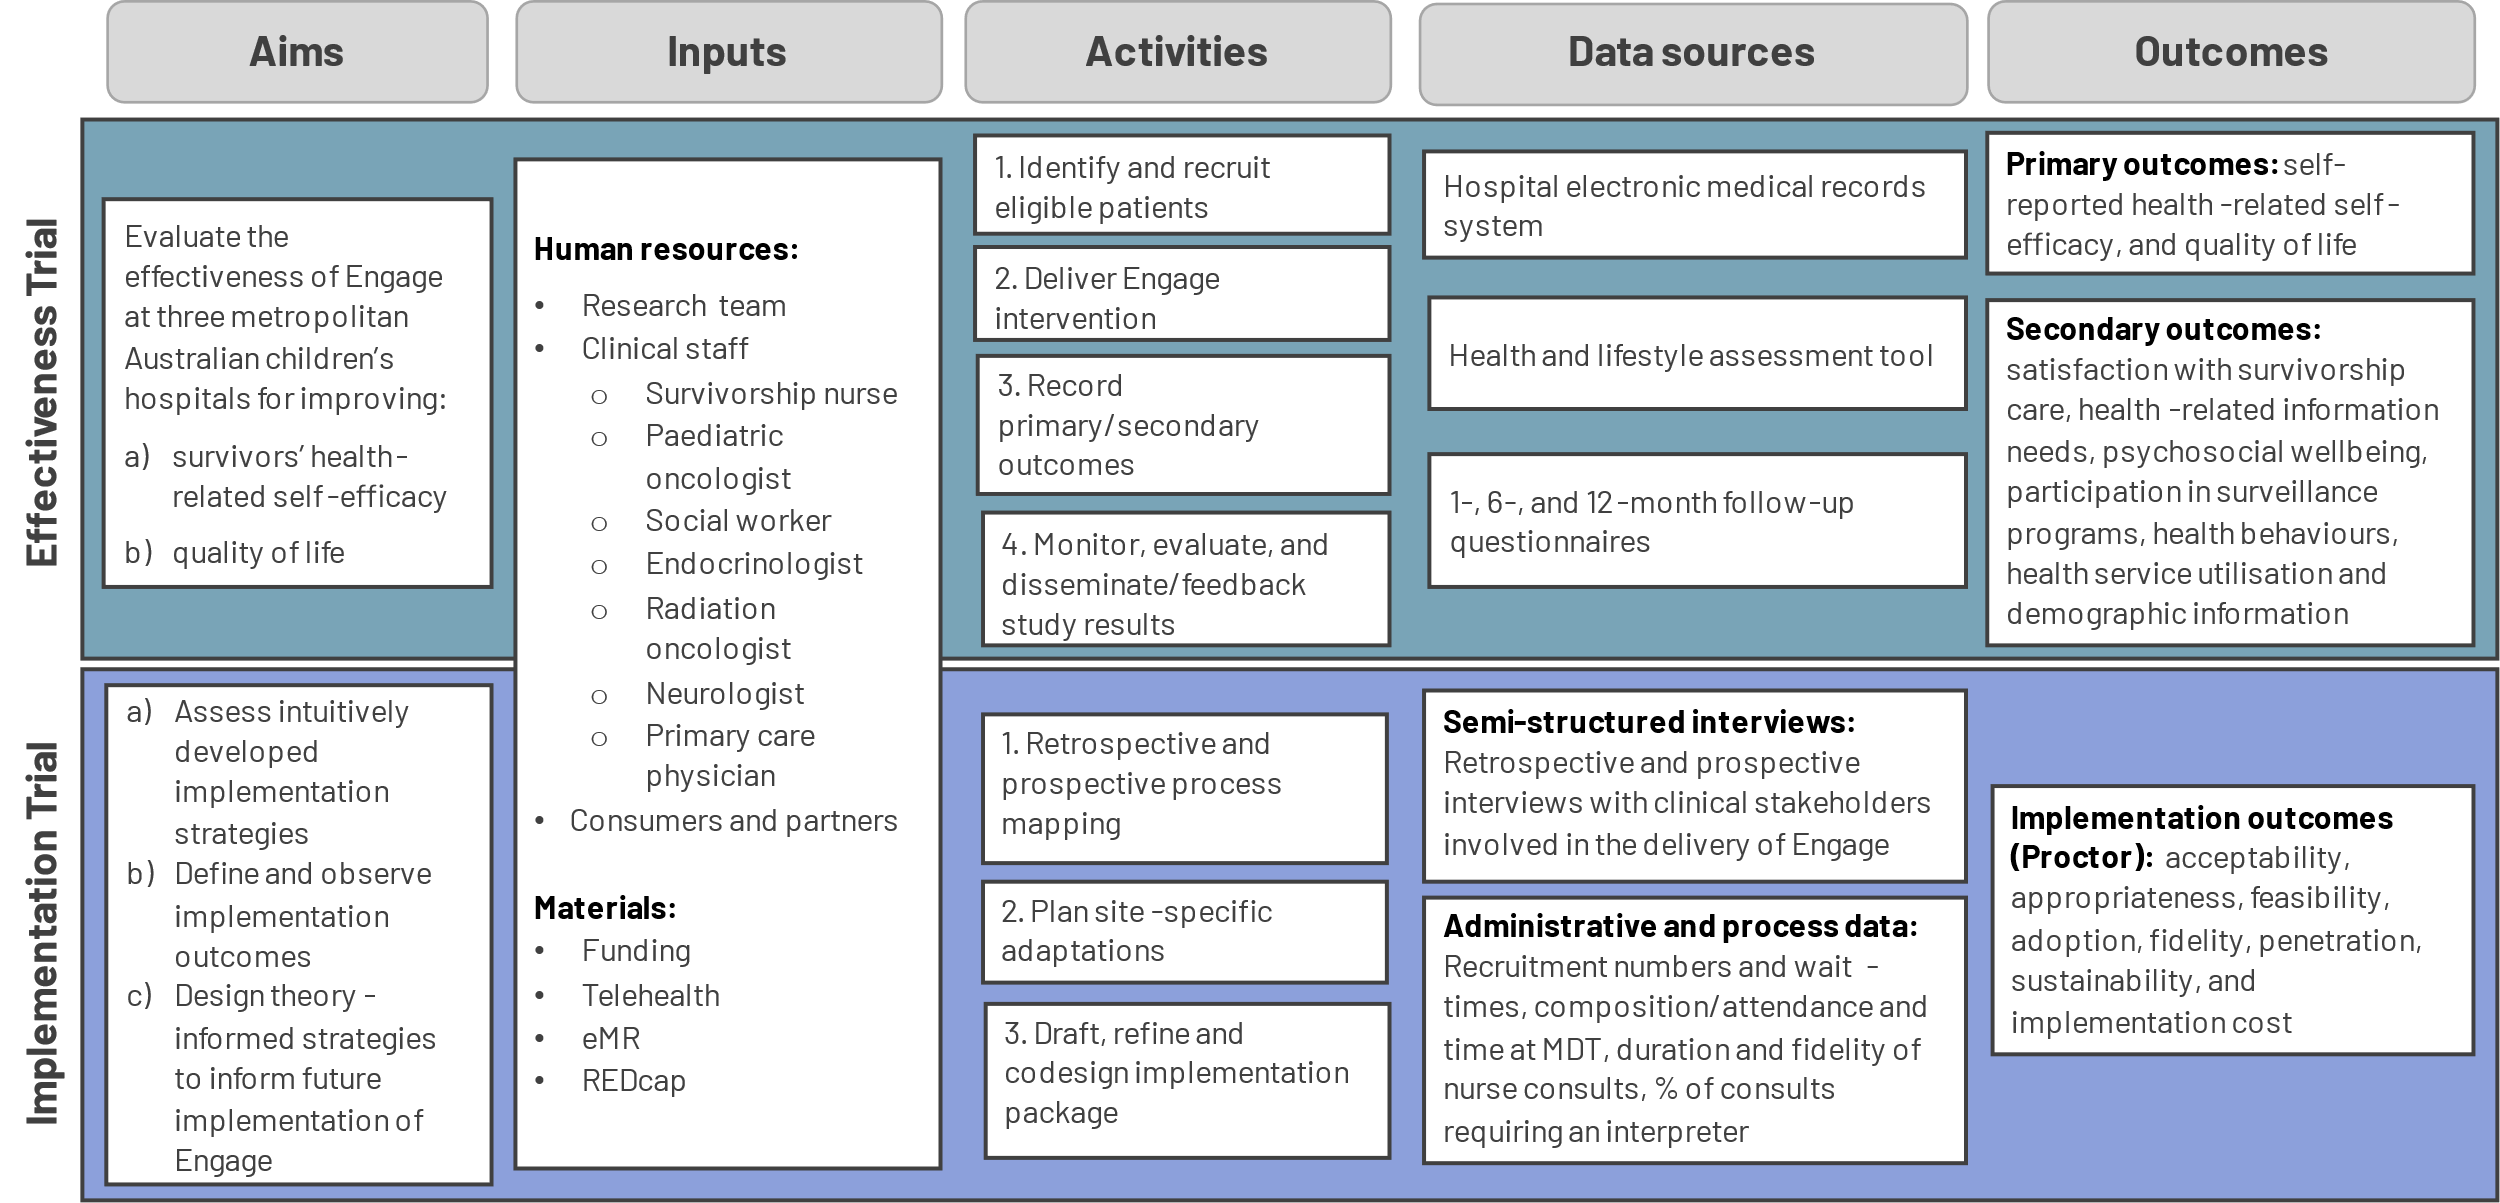 Aims
Inputs
Activities
Data sources
Outcomes
Effectiveness Trial
Evaluate the
effectiveness of Engage
at three metropolitan
Australian children’s
hospitals for improving:
a) survivors’ health-
related self-efficacy
b) quality of life
Human resources:
• Research team
• Clinical staff
o Survivorship nurse
o Paediatric
oncologist
o Social worker
o Endocrinologist
o Radiation
oncologist
o Neurologist
o Primary care
physician
• Consumers and partners
Materials:
• Funding
• Telehealth
• eMR
• REDcap
1. Identify and recruit
eligible patients
2. Deliver Engage
intervention
3. Record
primary/secondary
outcomes
4. Monitor, evaluate, and
disseminate/feedback
study results
Hospital electronic medical records
system
Health and lifestyle assessment tool
1-, 6-, and 12-month follow-up
questionnaires
Primary outcomes: self-
reported health-related self-
efficacy, and quality of life
Secondary outcomes:
satisfaction with survivorship
care, health-related information
needs, psychosocial wellbeing,
participation in surveillance
programs, health behaviours,
health service utilisation and
demographic information
Implementation Trial
a) Assess intuitively
developed
implementation
strategies
b) Define and observe
implementation
outcomes
c) Design theory-
informed strategies
to inform future
implementation of
Engage
1. Retrospective and
prospective process
mapping
2. Plan site-specific
adaptations
3. Draft, refine and
codesign implementation
package
Semi-structured interviews:
Retrospective and prospective
interviews with clinical stakeholders
involved in the delivery of Engage
Administrative and process data:
Recruitment numbers and wait-
times, composition/attendance and
time at MDT, duration and fidelity of
nurse consults, % of consults
requiring an interpreter
Implementation outcomes
(Proctor): acceptability,
appropriateness, feasibility,
adoption, fidelity, penetration,
sustainability, and
implementation cost